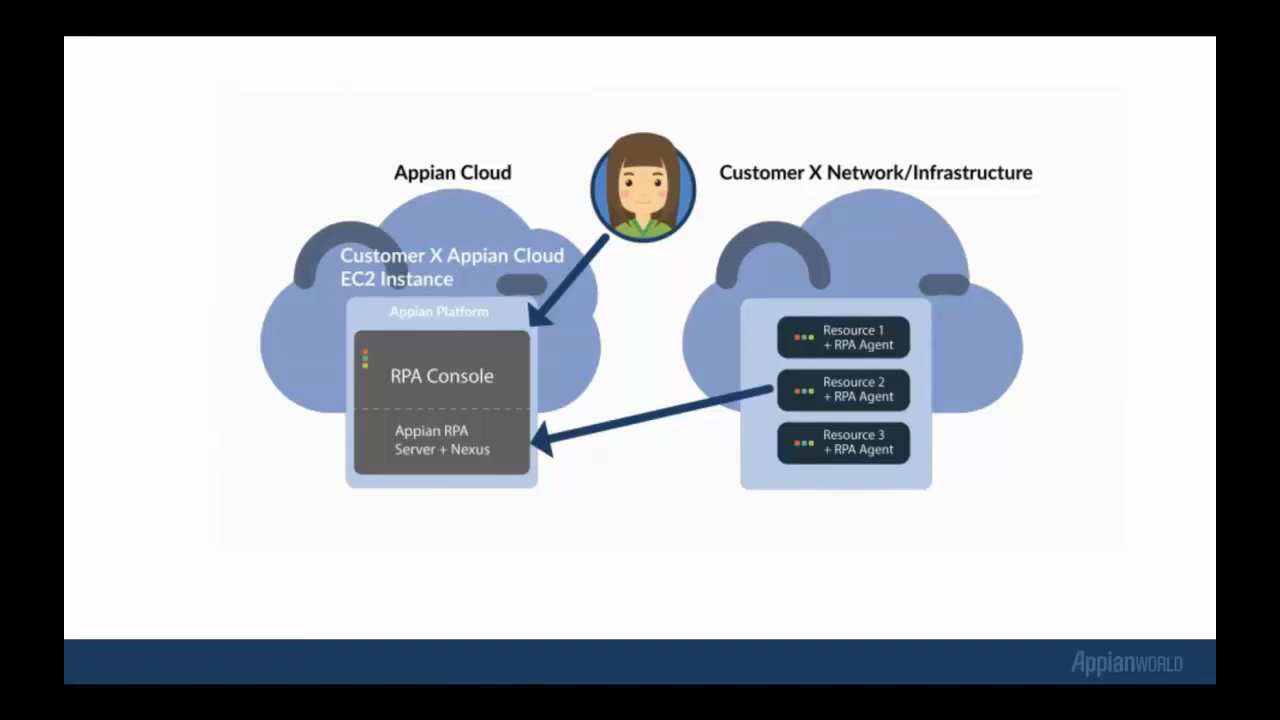 Appian Cloud
Customer X Network/Infrastructure
Customer X Appian Cloud
EC2 Instance
Appian Platform
RPA Console
Appian RPA
Server + Nexus
Resource 1
+ RPA Agent
Resource 2
+ RPA Agent
Resource 3
+ RPA Agent
AppianWORLD